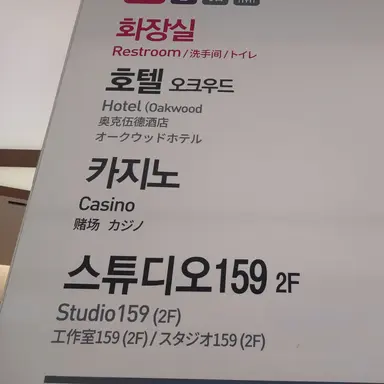 화장실
Restroom/洗手间/トイレ
호텔 오크우드
Hotel (Oakwood
奥克伍德酒店
オークウッドホテル
카지노
Casino
赌场 カジノ
스튜디오159 2F
Studio159 (2F)
工作室159 (2F) / スタジオ159 (2F)